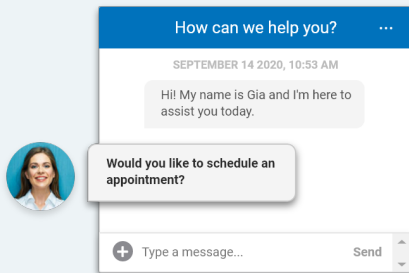 How can we help you?
SEPTEMBER 14 2020, 10:53 AM
Hi! My name is Gia and I'm here to
assist you today.
Would you like to schedule an
appointment?
Type a message...
Send